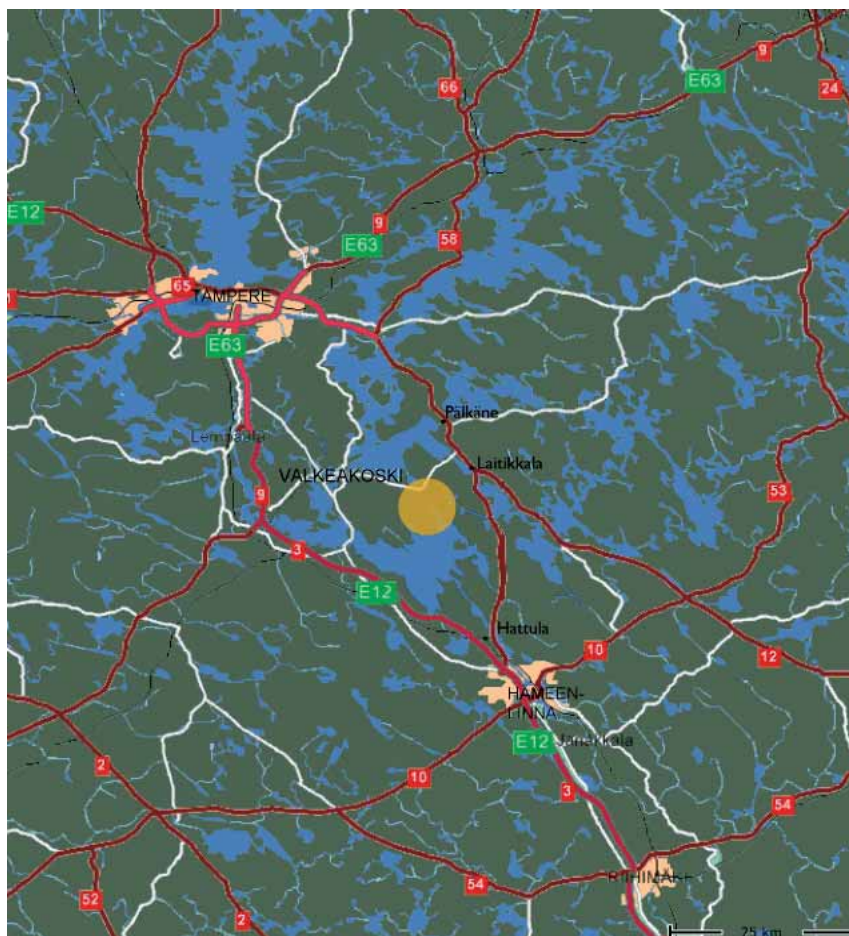 9
E63
24
66
E12
9
E63
58
65
TAMPERE
E63
Pälkäne
Lempäälä
VALKEAKOSKI
Laitikkala
9
53
3
E12
Hattula
10
12
HÄMEEN-
LINNA
E12
Janakkala
2
10
3
54
RIIHIMÄKI
54
52
2
25 km